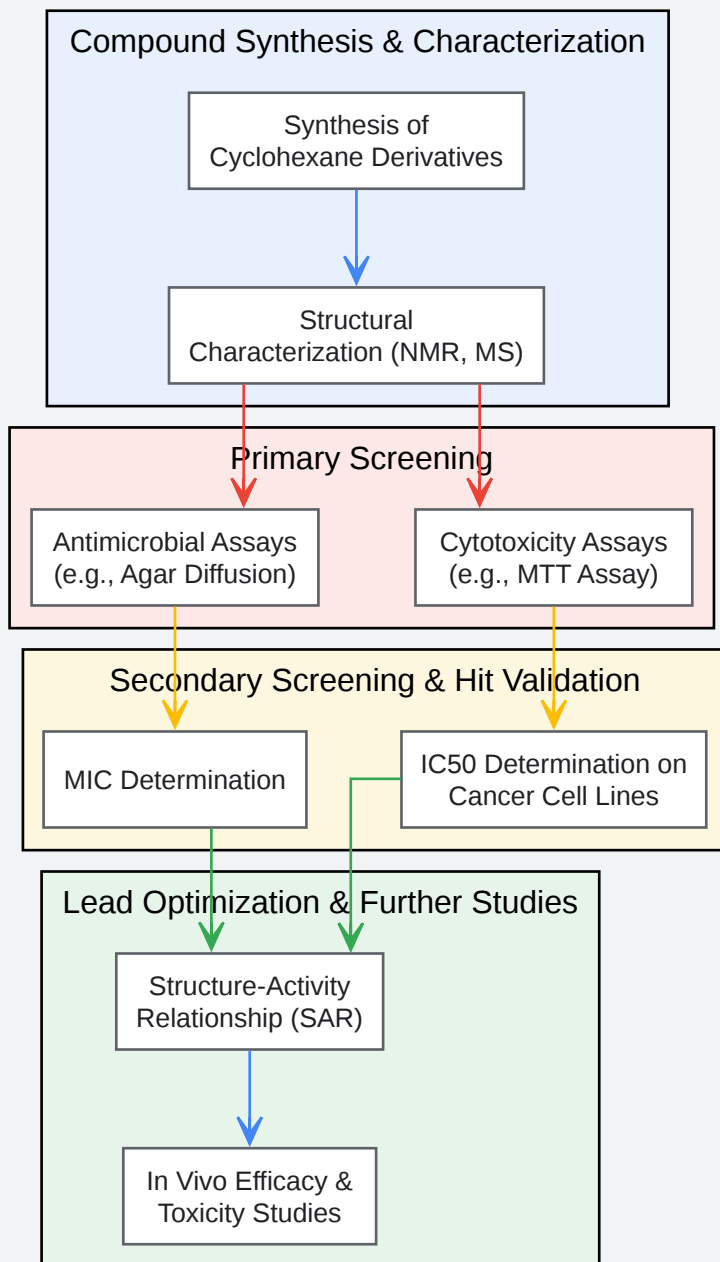 Compound Synthesis & Characterization
Synthesis of
Cyclohexane Derivatives
Structural
Characterization (NMR, MS)
Primary Screening
Antimicrobial Assays
(e.g., Agar Diffusion)
Cytotoxicity Assays
(e.g., MTT Assay)
Secondary Screening & Hit Validation
MIC Determination
IC50 Determination on
Cancer Cell Lines
Lead Optimization & Further Studies
Structure-Activity
Relationship (SAR)
In Vivo Efficacy &
Toxicity Studies